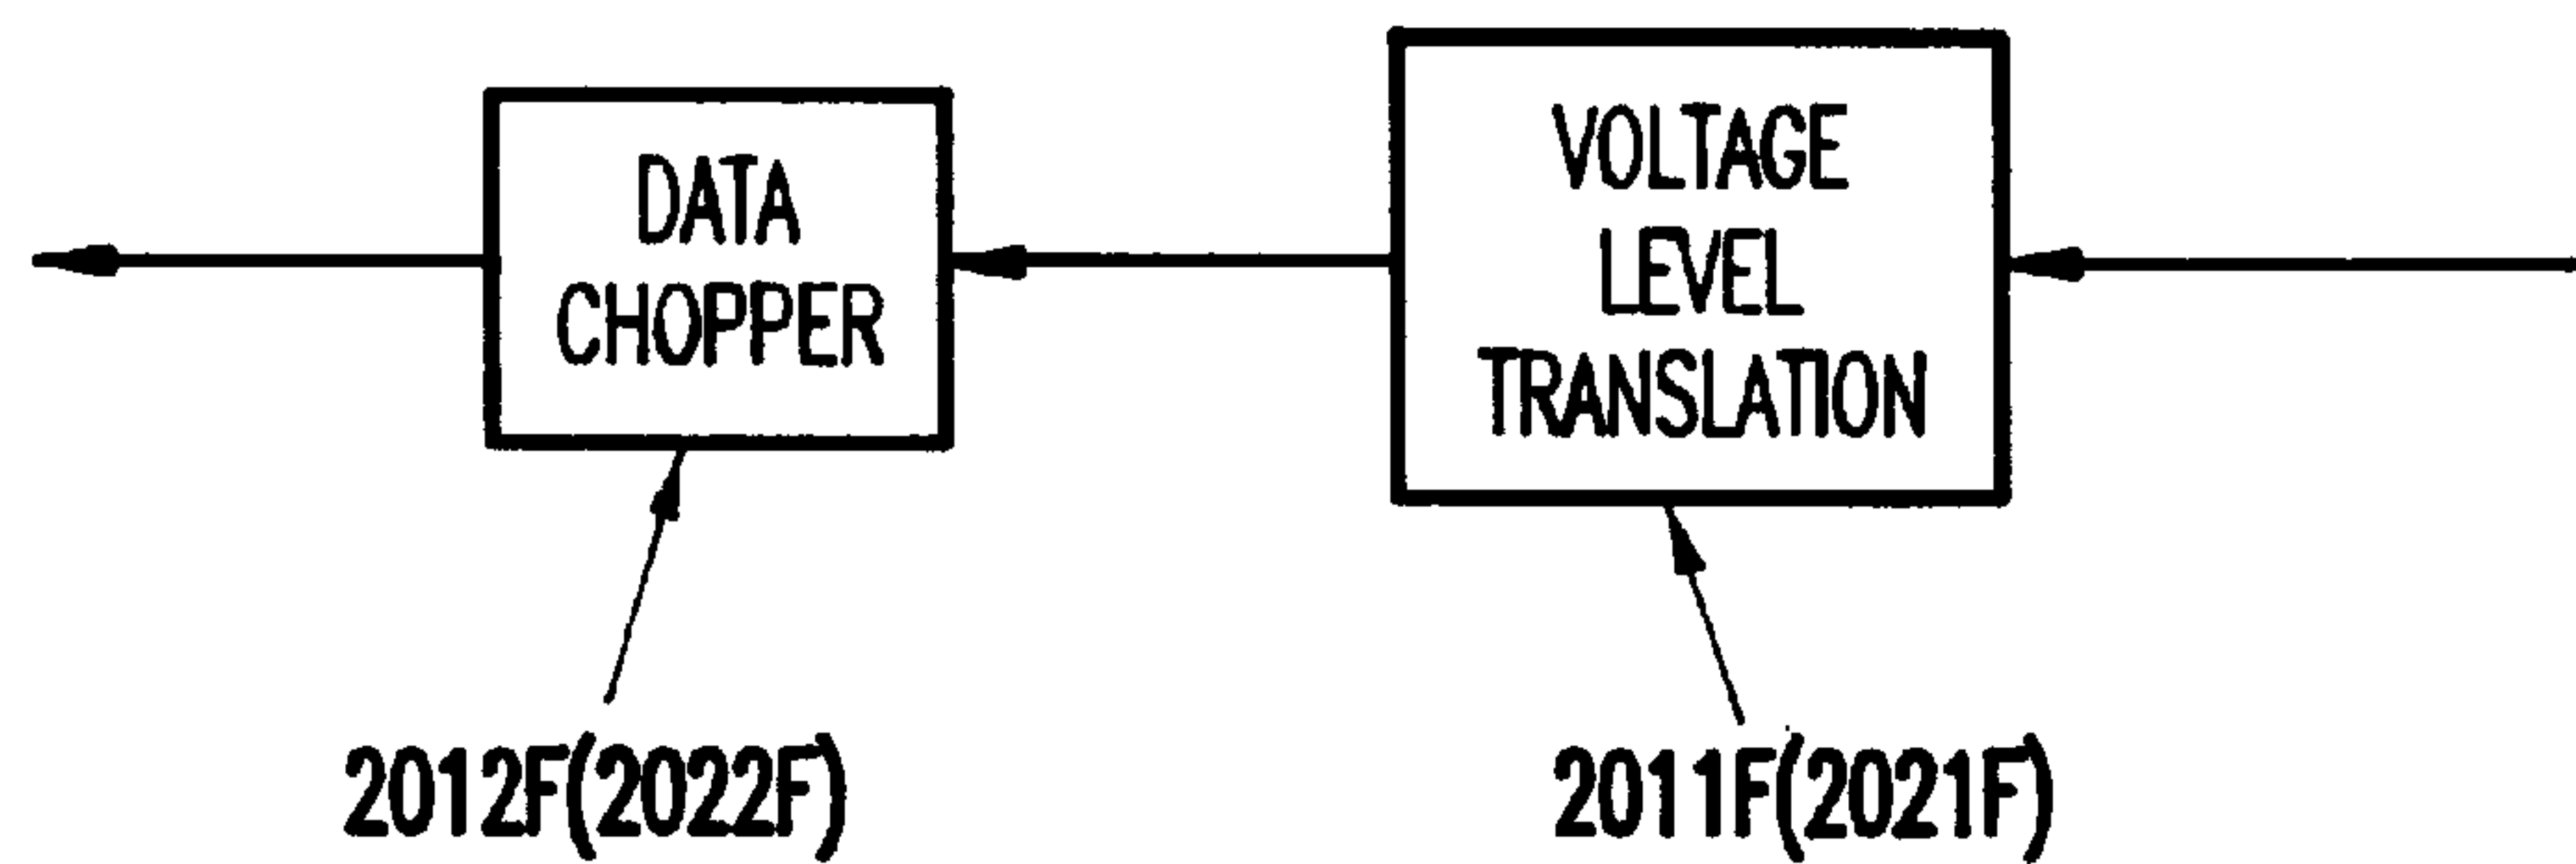 DATA
CHOPPER
VOLTAGE
LEVEL
TRANSLATION
2012F(2022F)
2011F(2021F)